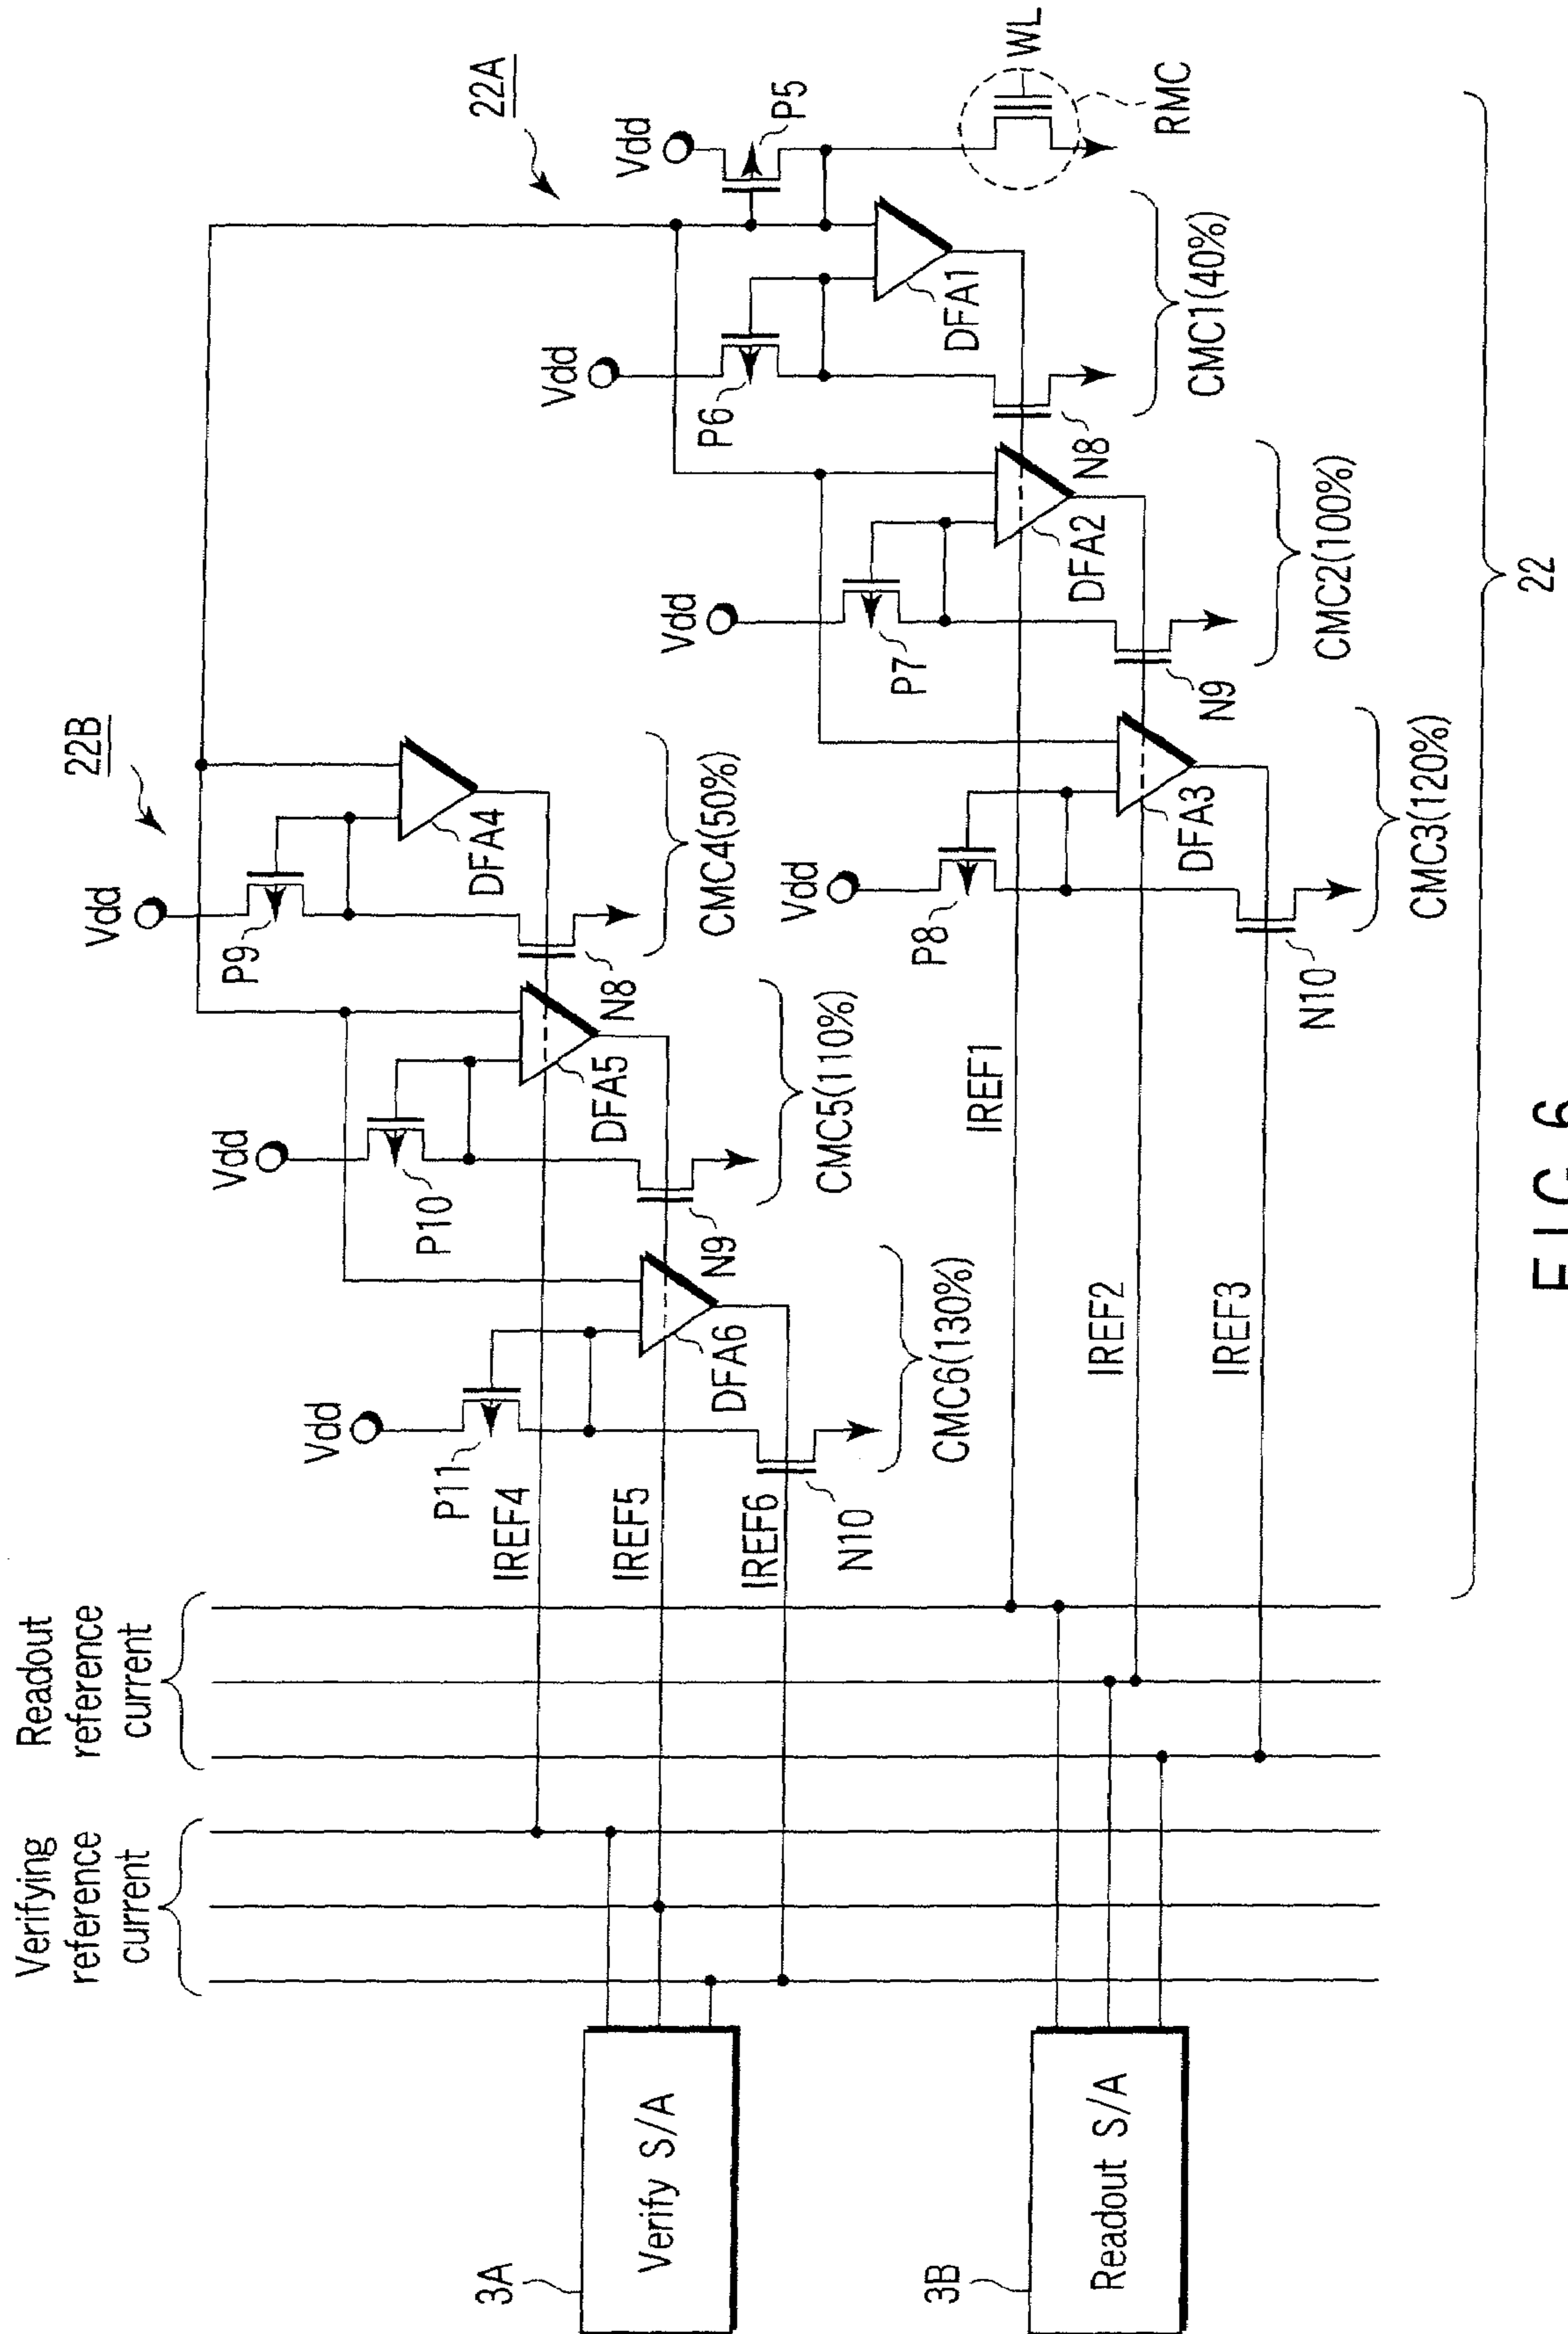 Verifying
reference
current
Readout
reference
current
3A
Verify S/A
3B
Readout S/A
22B
Vdd
P9
DFA4
N8
CMC4(50%)
Vdd
P10
DFA5
N9
CMC5(110%)
Vdd
P11
DFA6
N10
CMC6(130%)
IREF4
IREF5
IREF6
22A
Vdd
P5
WL
RMC
Vdd
P6
DFA1
N8
CMC1(40%)
Vdd
P7
DFA2
N9
CMC2(100%)
Vdd
P8
DFA3
N10
CMC3(120%)
IREF1
IREF2
IREF3
22
FIG. 6